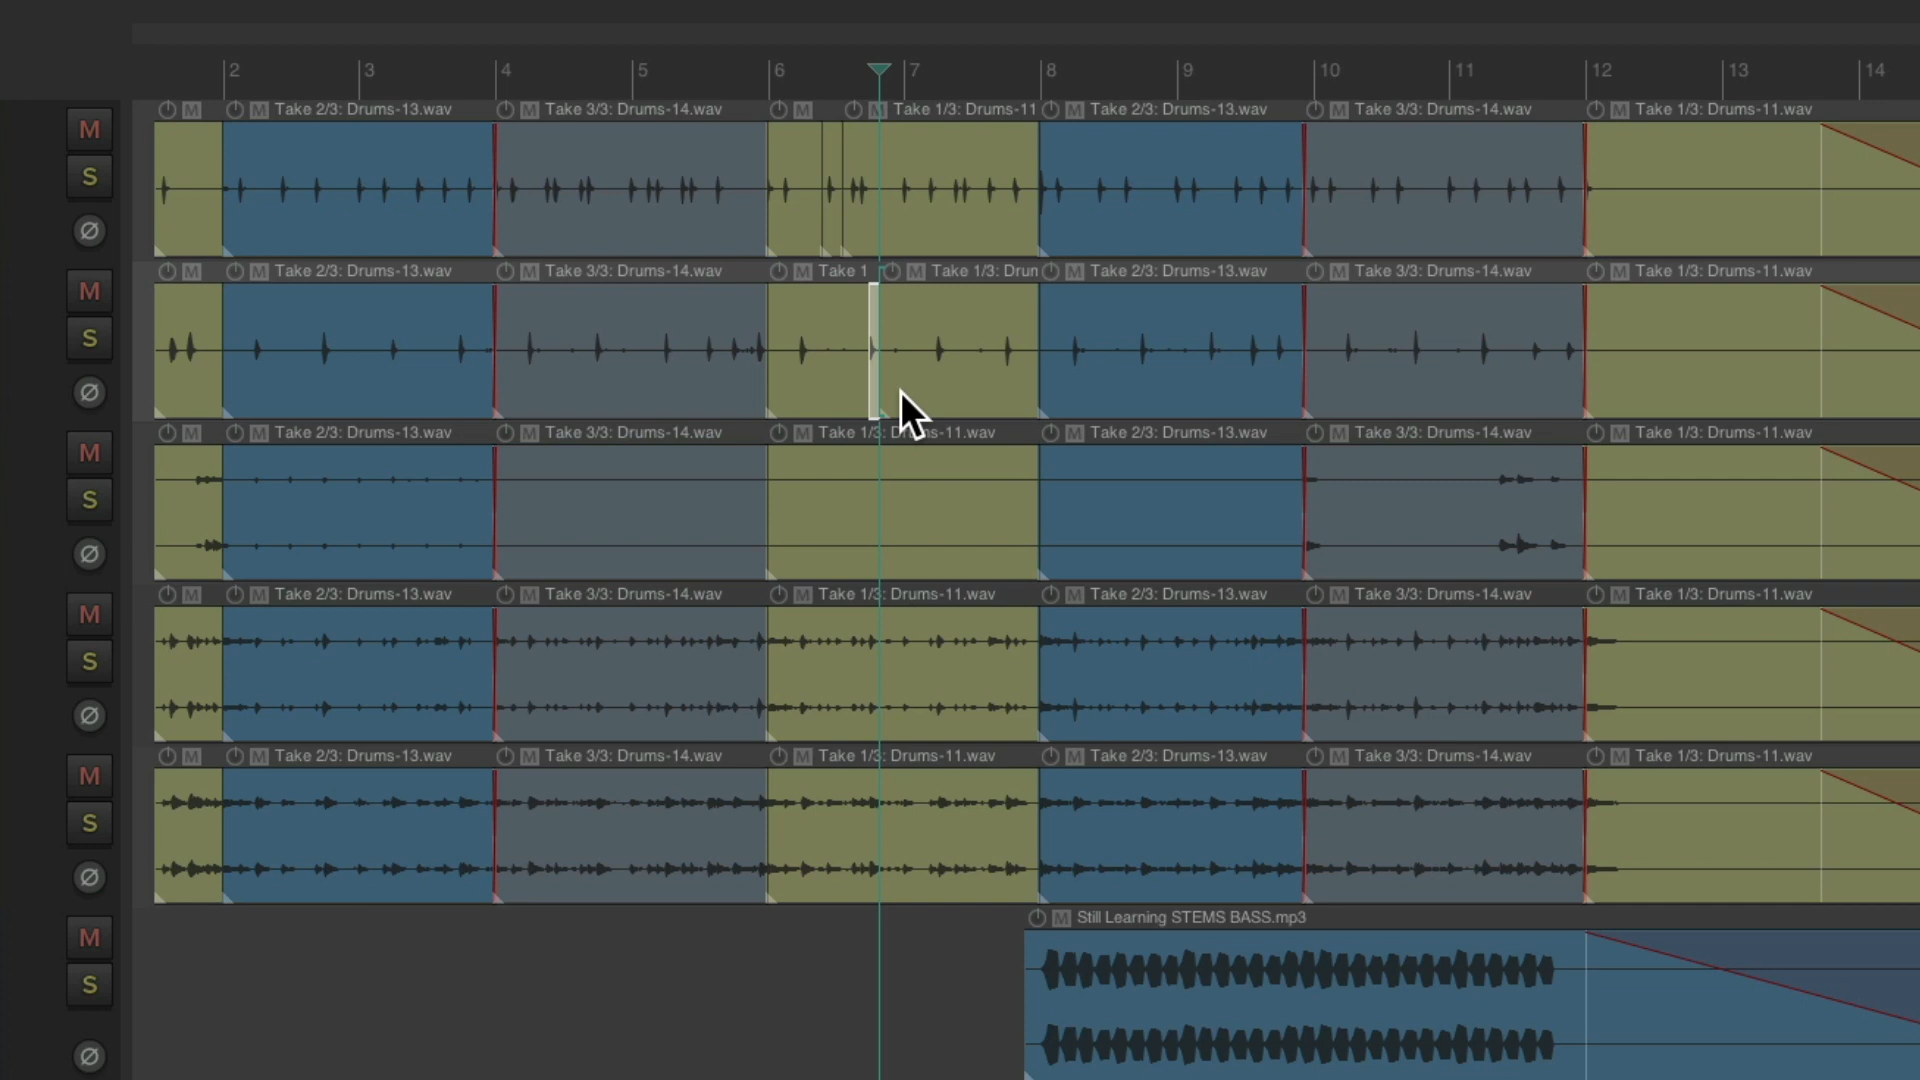 2 3 4 5 6 7 8 9 10 11 12 13 14
M M Take 2/3: Drums-13.wav M Take 3/3: Drums-14.wav M M Take 1/3: Drums-11 M Take 2/3: Drums-13.wav M Take 3/3: Drums-14.wav M Take 1/3: Drums-11.wav
M
S
Ø
M M Take 2/3: Drums-13.wav M Take 3/3: Drums-14.wav M Take 1 M Take 1/3: Drun M Take 2/3: Drums-13.wav M Take 3/3: Drums-14.wav M Take 1/3: Drums-11.wav
M
S
Ø
M M Take 2/3: Drums-13.wav M Take 3/3: Drums-14.wav M Take 1/3: Drums-11.wav M Take 2/3: Drums-13.wav M Take 3/3: Drums-14.wav M Take 1/3: Drums-11.wav
M
S
Ø
M M Take 2/3: Drums-13.wav M Take 3/3: Drums-14.wav M Take 1/3: Drums-11.wav M Take 2/3: Drums-13.wav M Take 3/3: Drums-14.wav M Take 1/3: Drums-11.wav
M
S
Ø
M M Take 2/3: Drums-13.wav M Take 3/3: Drums-14.wav M Take 1/3: Drums-11.wav M Take 2/3: Drums-13.wav M Take 3/3: Drums-14.wav M Take 1/3: Drums-11.wav
M
S
Ø
M Still Learning STEMS BASS.mp3
M
S
Ø